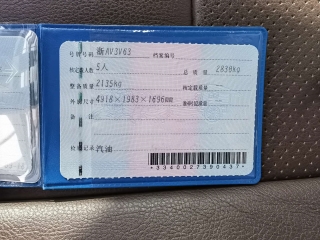 号牌号码 浙AV3V63 档案编号
核定载人数 5人 总质量 2830kg
整备质量 2135kg 核定载质量 —
外廓尺寸 4918×1983×1696mm 准牵引总质量 —
备注
检验记录 汽油
*3340027390437*